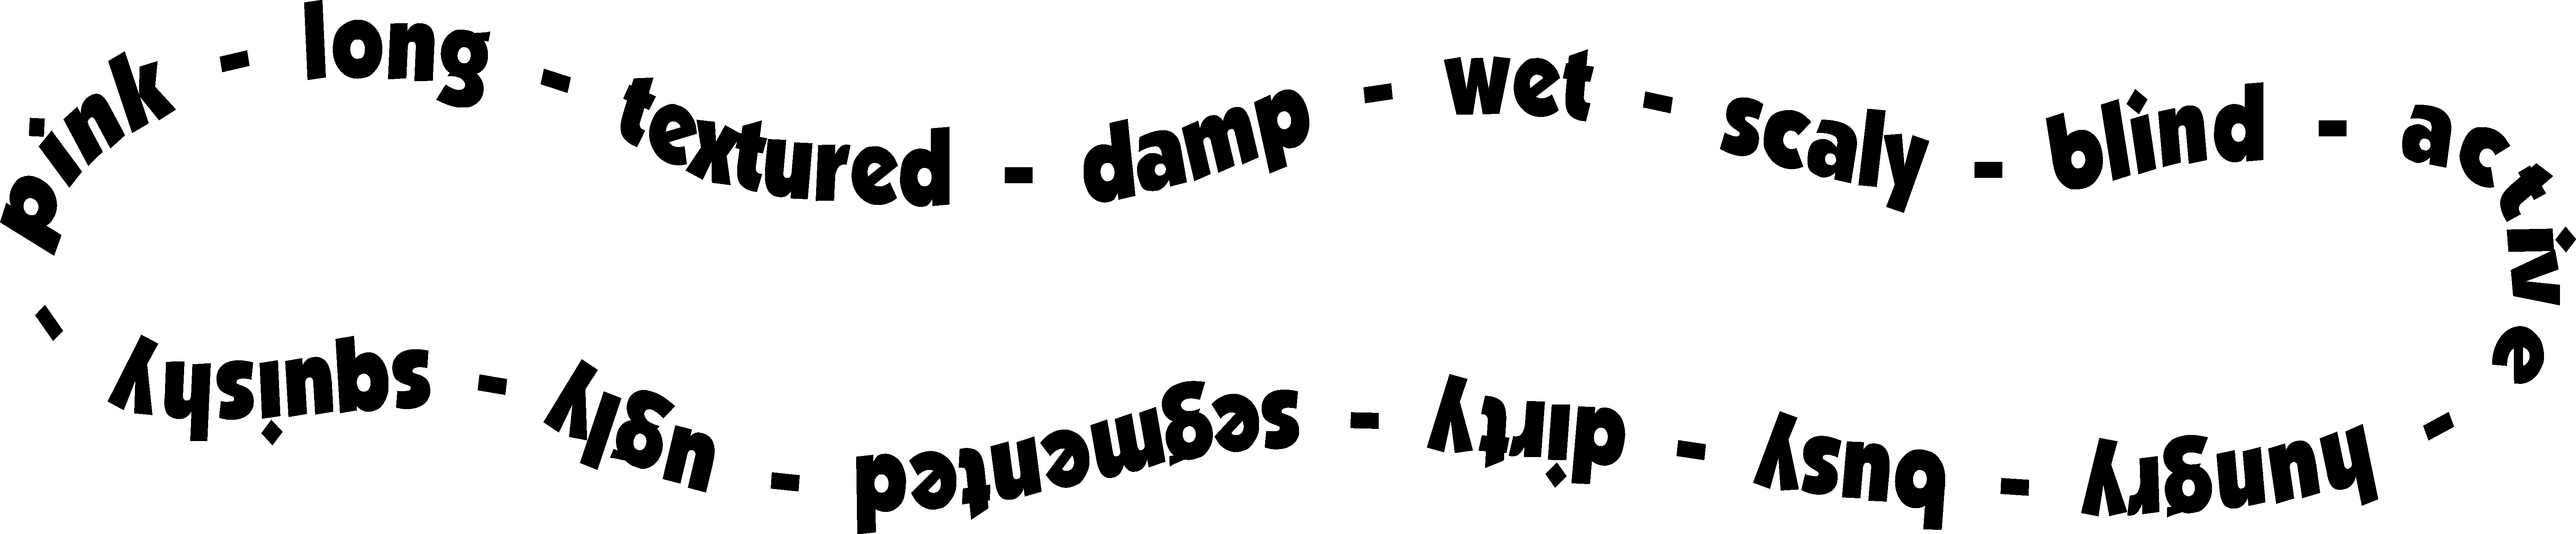 pink - long - textured - damp - wet - scaly - blind - active - hungry - busy - dirty - segmented - ugly - squishy -